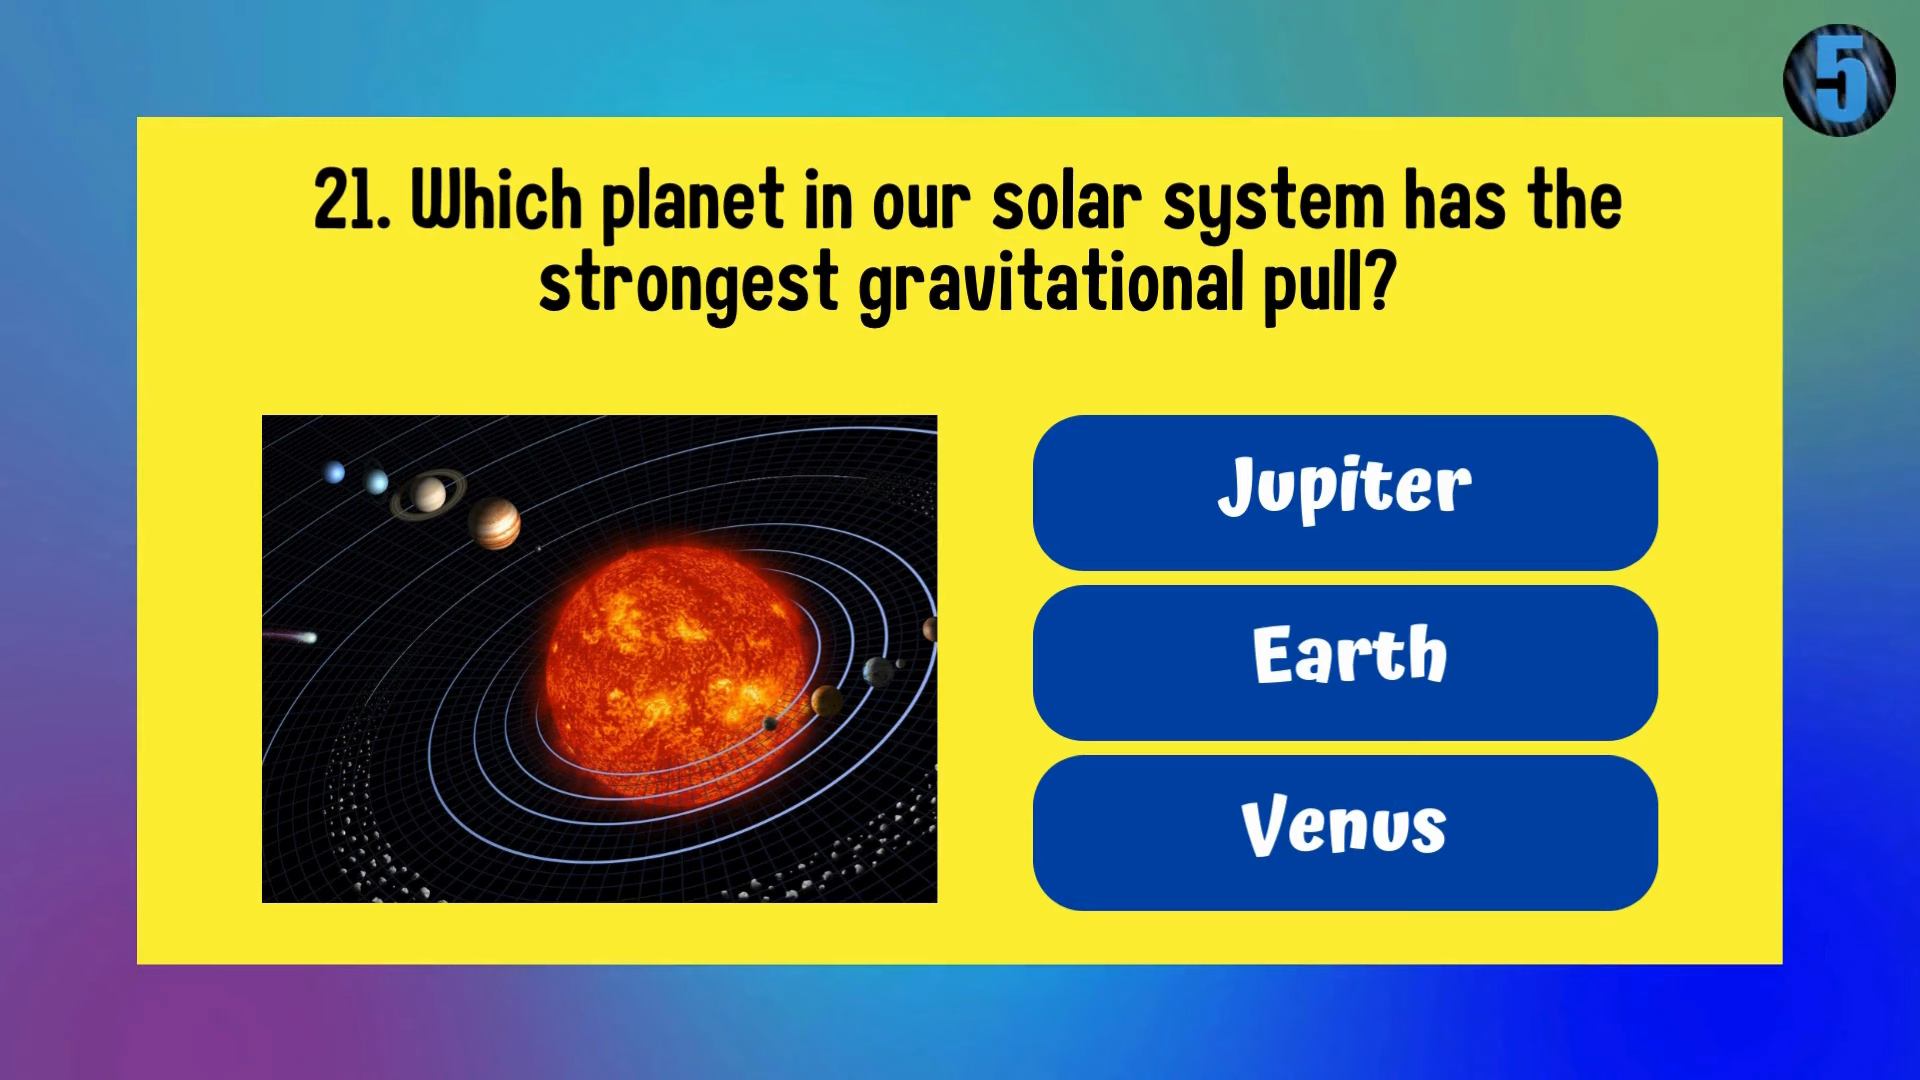 5
21. Which planet in our solar system has the
strongest gravitational pull?
Jupiter
Earth
Venus